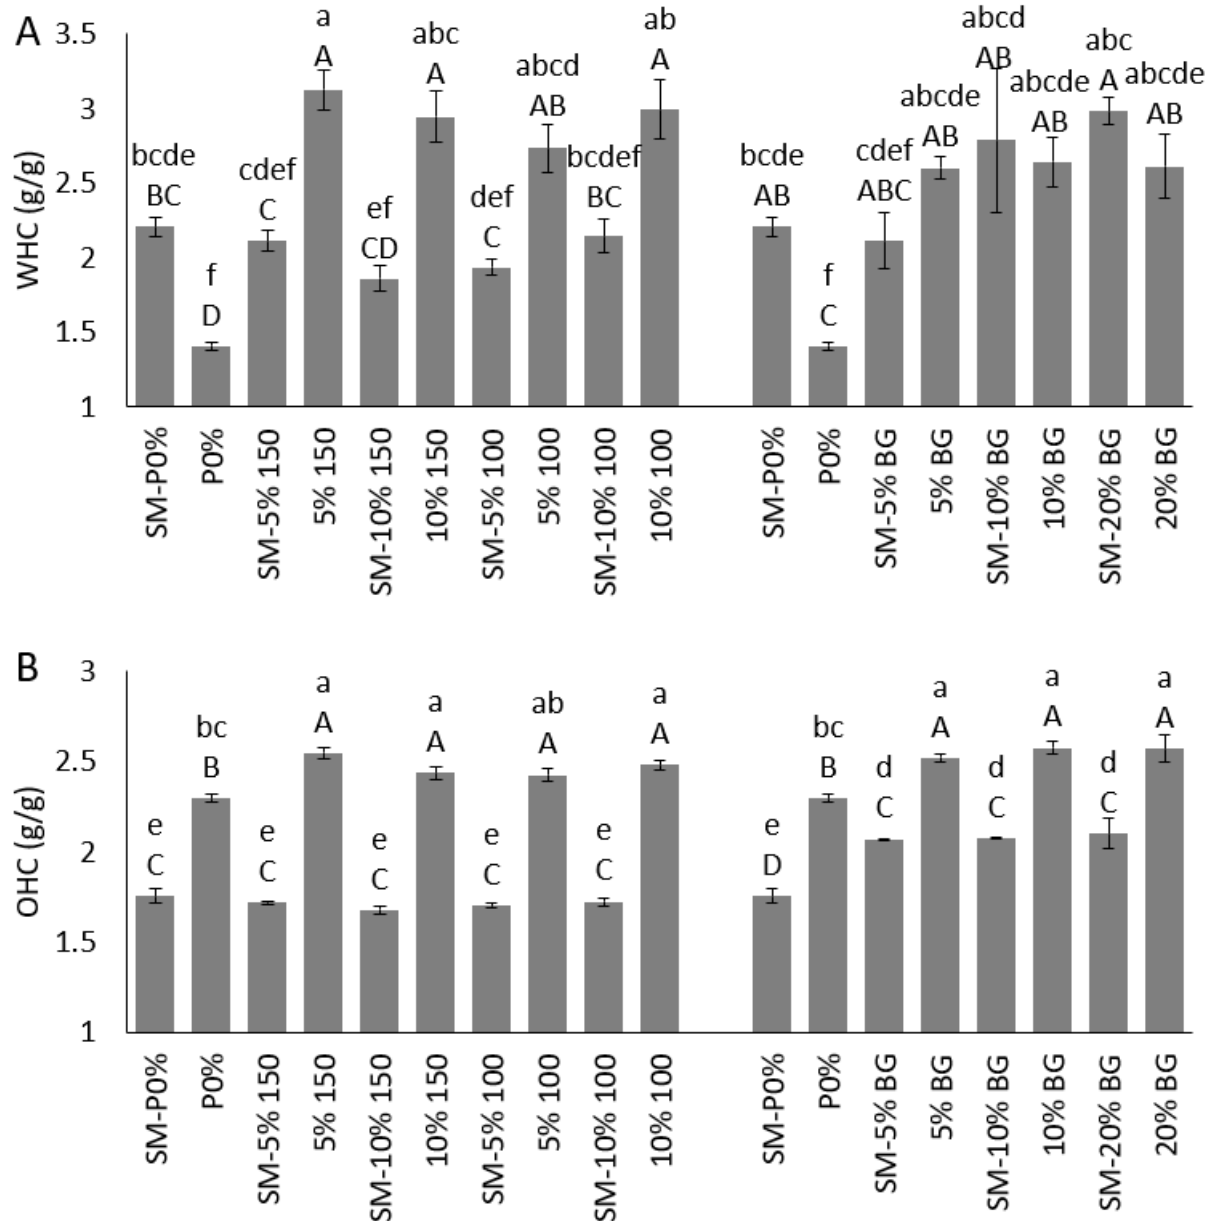 A
3.5
3
2.5
2
1.5
1
WHC (g/g)
bcde
BC
f
D
cdef
C
a
A
ef
CD
abc
A
def
C
abcd
AB
bcdef
BC
ab
A
bcde
AB
f
C
cdef
ABC
abcde
AB
abcd
AB
abcde
AB
abc
A
abcde
AB
SM-P0%
P0%
SM-5% 150
5% 150
SM-10% 150
10% 150
SM-5% 100
5% 100
SM-10% 100
10% 100
SM-P0%
P0%
SM-5% BG
5% BG
SM-10% BG
10% BG
SM-20% BG
20% BG
B
3
2.5
2
1.5
1
OHC (g/g)
e
C
bc
B
e
C
a
A
e
C
a
A
e
C
ab
A
e
C
a
A
e
D
bc
B
d
C
a
A
d
C
a
A
d
C
a
A
SM-P0%
P0%
SM-5% 150
5% 150
SM-10% 150
10% 150
SM-5% 100
5% 100
SM-10% 100
10% 100
SM-P0%
P0%
SM-5% BG
5% BG
SM-10% BG
10% BG
SM-20% BG
20% BG